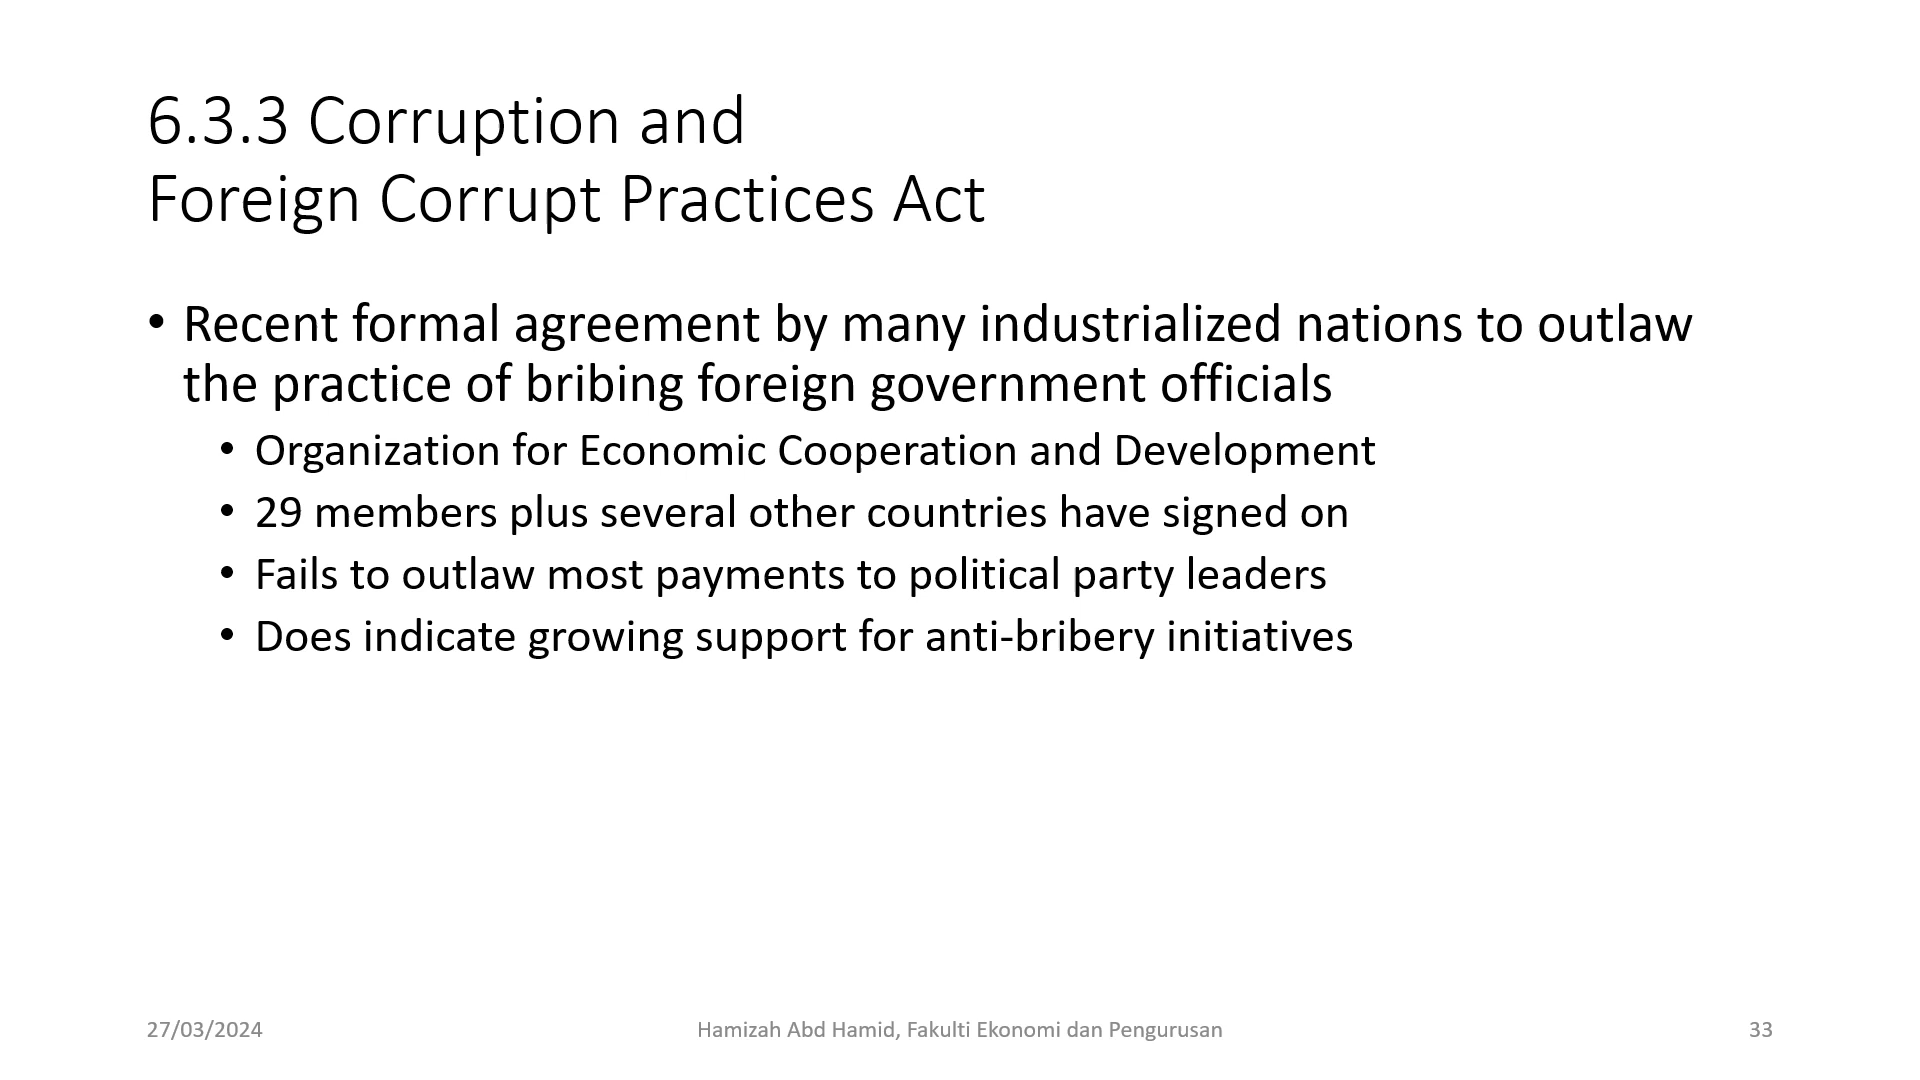 6.3.3 Corruption and
Foreign Corrupt Practices Act
• Recent formal agreement by many industrialized nations to outlaw
the practice of bribing foreign government officials
• Organization for Economic Cooperation and Development
• 29 members plus several other countries have signed on
• Fails to outlaw most payments to political party leaders
• Does indicate growing support for anti-bribery initiatives
27/03/2024
Hamizah Abd Hamid, Fakulti Ekonomi dan Pengurusan
33